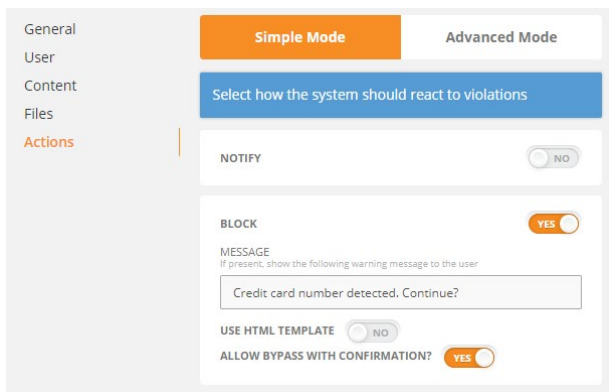 General
User
Content
Files
Actions
Simple Mode
Advanced Mode
Select how the system should react to violations
NOTIFY
NO
BLOCK
YES
MESSAGE
If present, show the following warning message to the user
Credit card number detected. Continue?
USE HTML TEMPLATE
NO
ALLOW BYPASS WITH CONFIRMATION?
YES